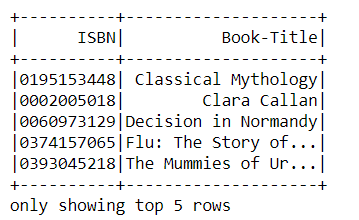 +----------+--------------------+
|      ISBN|          Book-Title|
+----------+--------------------+
|0195153448| Classical Mythology|
|0002005018|        Clara Callan|
|0060973129|Decision in Normandy|
|0374157065|Flu: The Story of...|
|0393045218|The Mummies of Ur...|
+----------+--------------------+
only showing top 5 rows